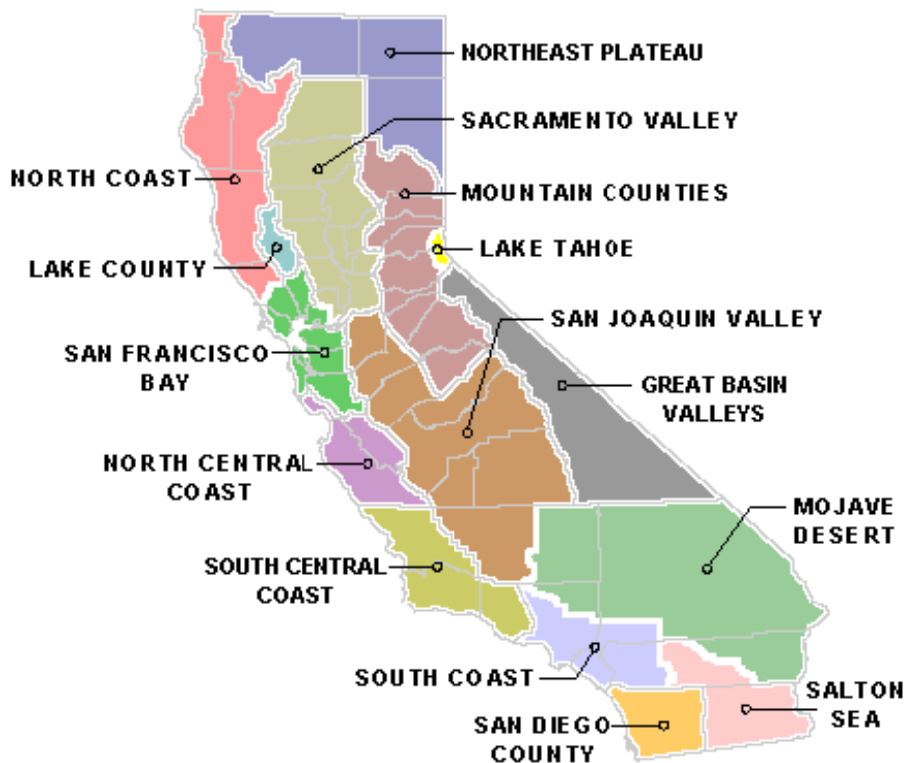 NORTHEAST PLATEAU
SACRAMENTO VALLEY
NORTH COAST
MOUNTAIN COUNTIES
LAKE TAHOE
LAKE COUNTY
SAN JOAQUIN VALLEY
SAN FRANCISCO
BAY
GREAT BASIN
VALLEYS
NORTH CENTRAL
COAST
MOJAVE
DESERT
SOUTH CENTRAL
COAST
SOUTH COAST
SALTON
SEA
SAN DIEGO
COUNTY